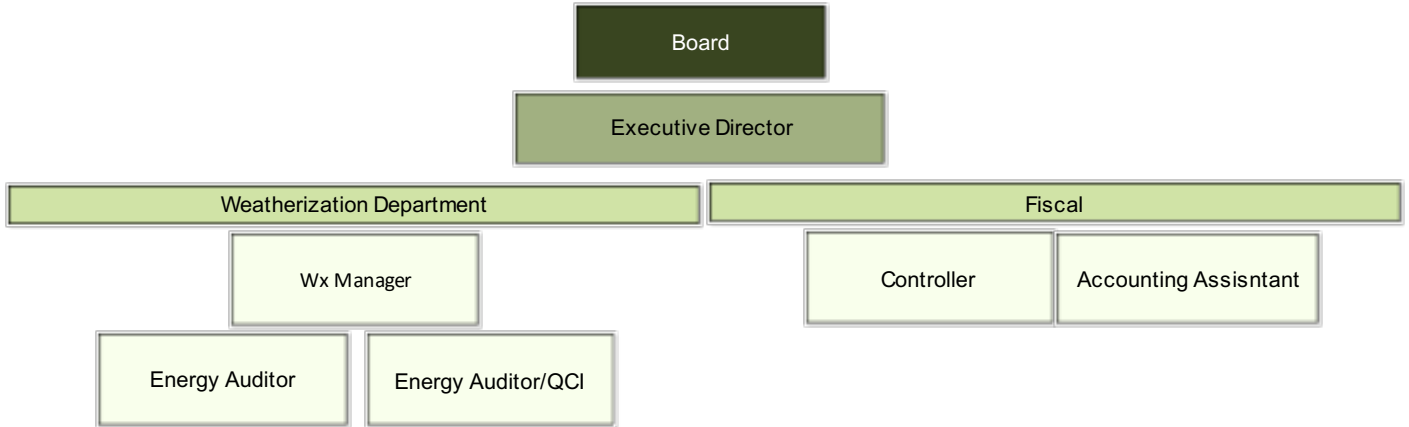 Board
Executive Director
Weatherization Department
Fiscal
Wx Manager
Controller
Accounting Assisntant
Energy Auditor
Energy Auditor/QCI